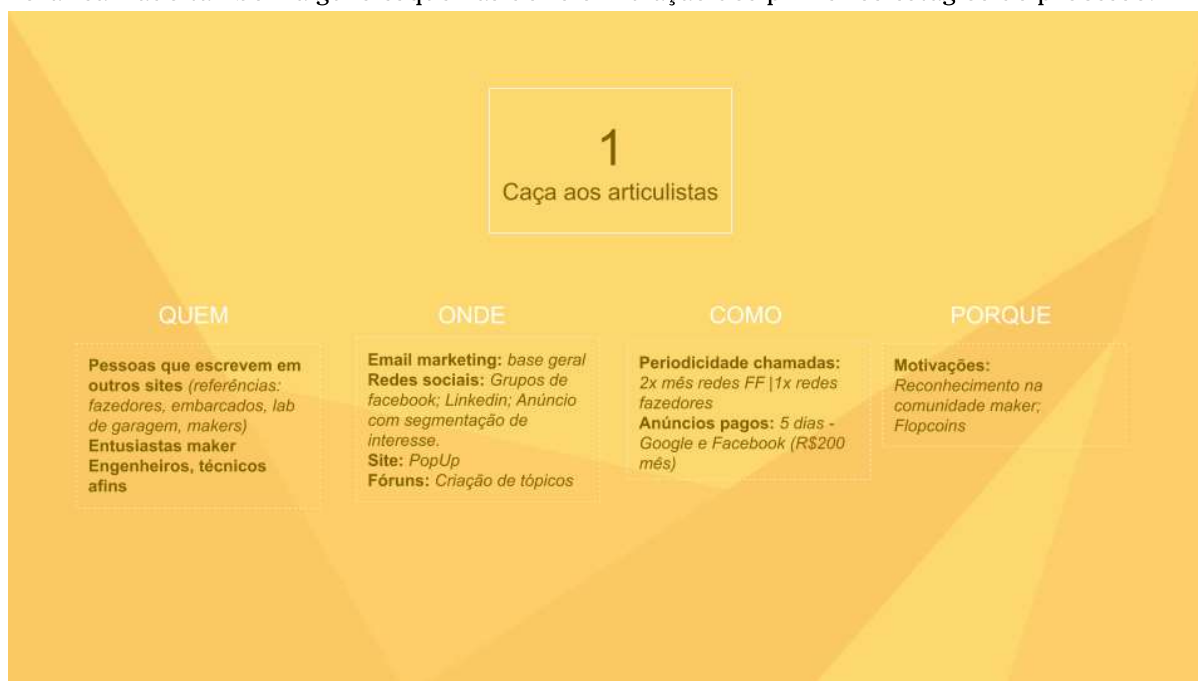 1
Caça aos articulistas
QUEM
Pessoas que escrevem em
outros sites (referências:
fazedores, embarcados, lab
de garagem, makers)
Entusiastas maker
Engenheiros, técnicos
afins
ONDE
Email marketing: base geral
Redes sociais: Grupos de
facebook; Linkedin; Anúncio
com segmentação de
interesse.
Site: PopUp
Fóruns: Criação de tópicos
COMO
Periodicidade chamadas:
2x mês redes FF |1x redes
fazedores
Anúncios pagos: 5 dias -
Google e Facebook (R$200
mês)
PORQUE
Motivações:
Reconhecimento na
comunidade maker;
Flopcoins